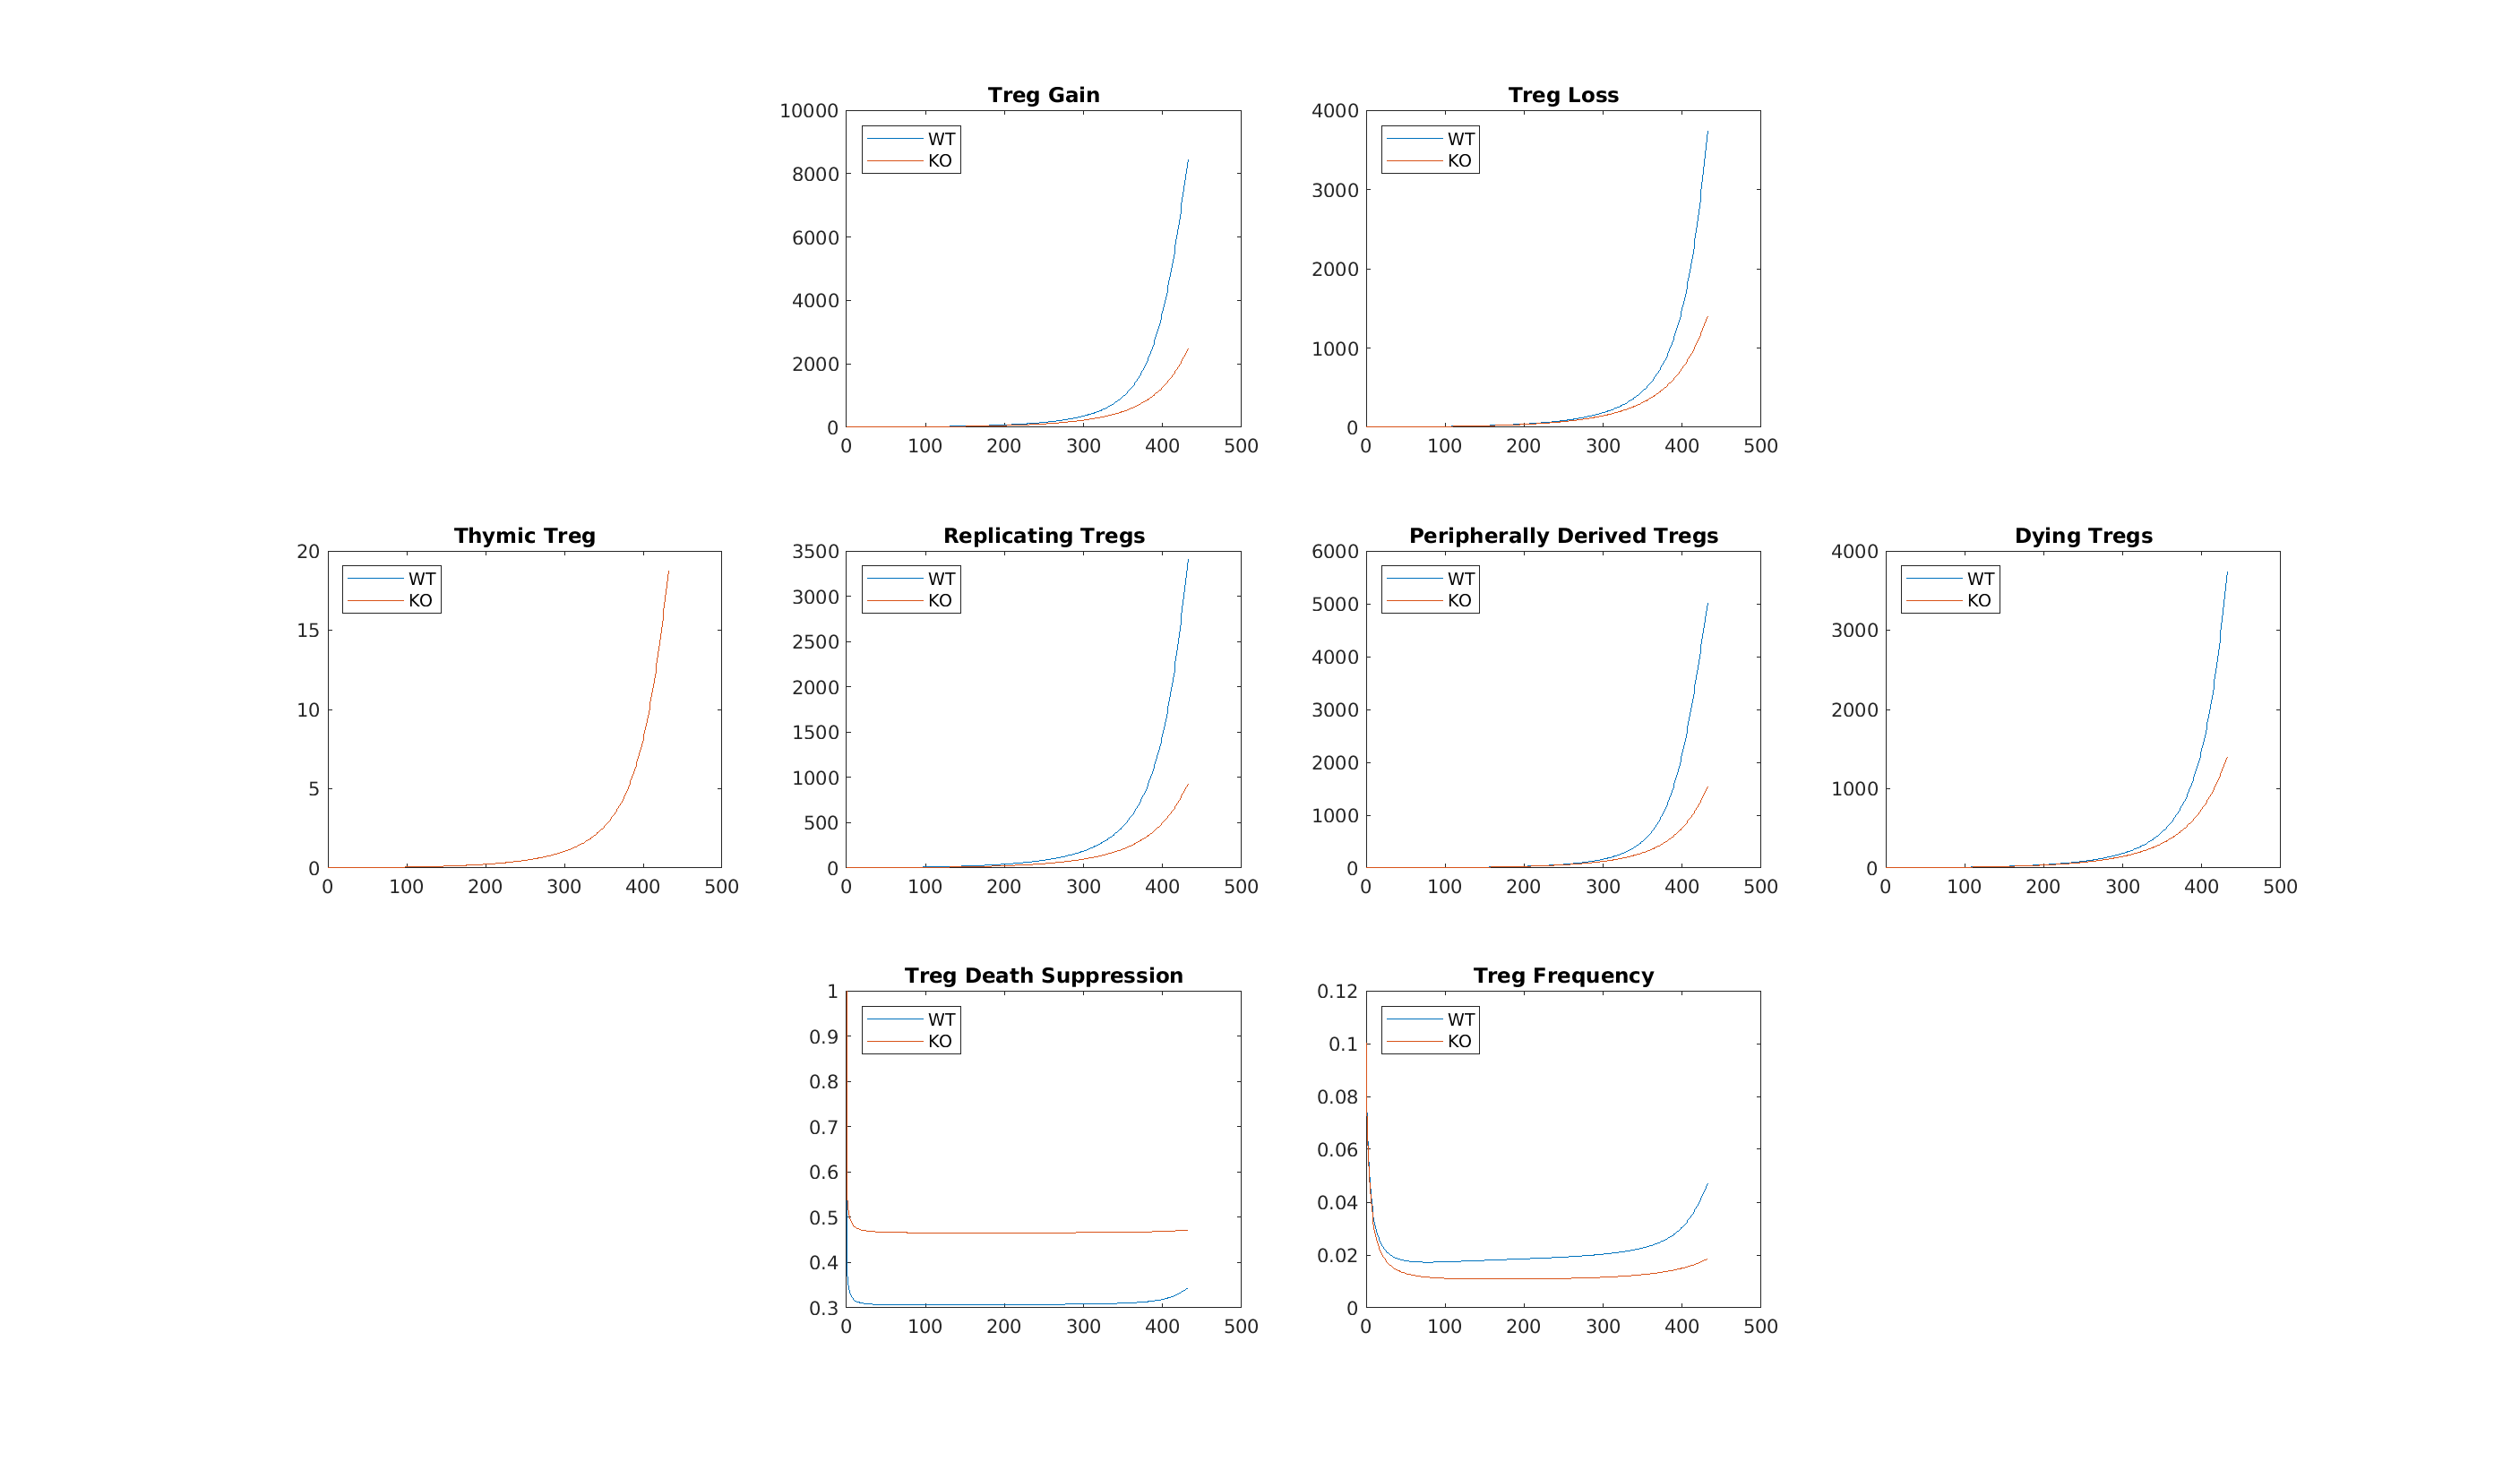 Treg Gain
10000
8000
6000
4000
2000
0
WT
KO
0 100 200 300 400 500
Treg Loss
4000
3000
2000
1000
0
WT
KO
0 100 200 300 400 500
Thymic Treg
20
15
10
5
0
WT
KO
0 100 200 300 400 500
Replicating Tregs
3500
3000
2500
2000
1500
1000
500
0
WT
KO
0 100 200 300 400 500
Peripherally Derived Tregs
6000
5000
4000
3000
2000
1000
0
WT
KO
0 100 200 300 400 500
Dying Tregs
4000
3000
2000
1000
0
WT
KO
0 100 200 300 400 500
Treg Death Suppression
1
0.9
0.8
0.7
0.6
0.5
0.4
0.3
WT
KO
0 100 200 300 400 500
Treg Frequency
0.12
0.1
0.08
0.06
0.04
0.02
0
WT
KO
0 100 200 300 400 500